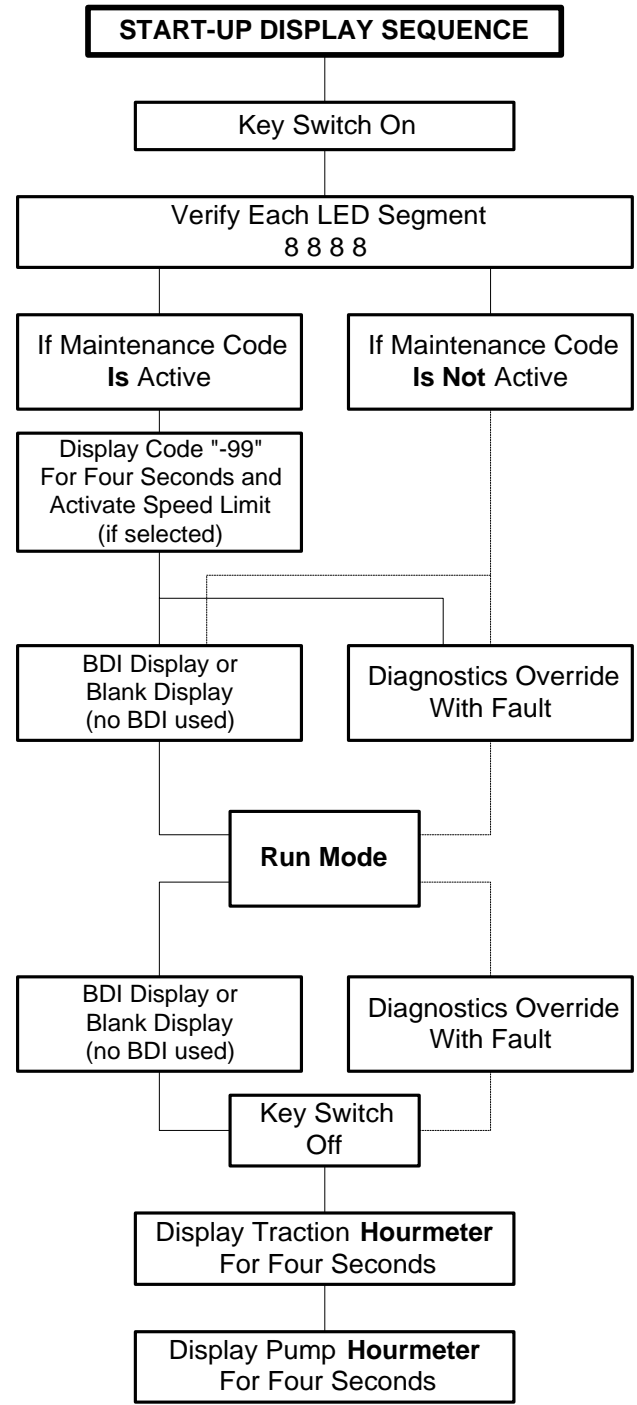 START-UP DISPLAY SEQUENCE
Key Switch On
Verify Each LED Segment
8 8 8 8
If Maintenance Code
Is Active
If Maintenance Code
Is Not Active
Display Code "-99"
For Four Seconds and
Activate Speed Limit
(if selected)
BDI Display or
Blank Display
(no BDI used)
Diagnostics Override
With Fault
Run Mode
BDI Display or
Blank Display
(no BDI used)
Diagnostics Override
With Fault
Key Switch
Off
Display Traction Hourmeter
For Four Seconds
Display Pump Hourmeter
For Four Seconds